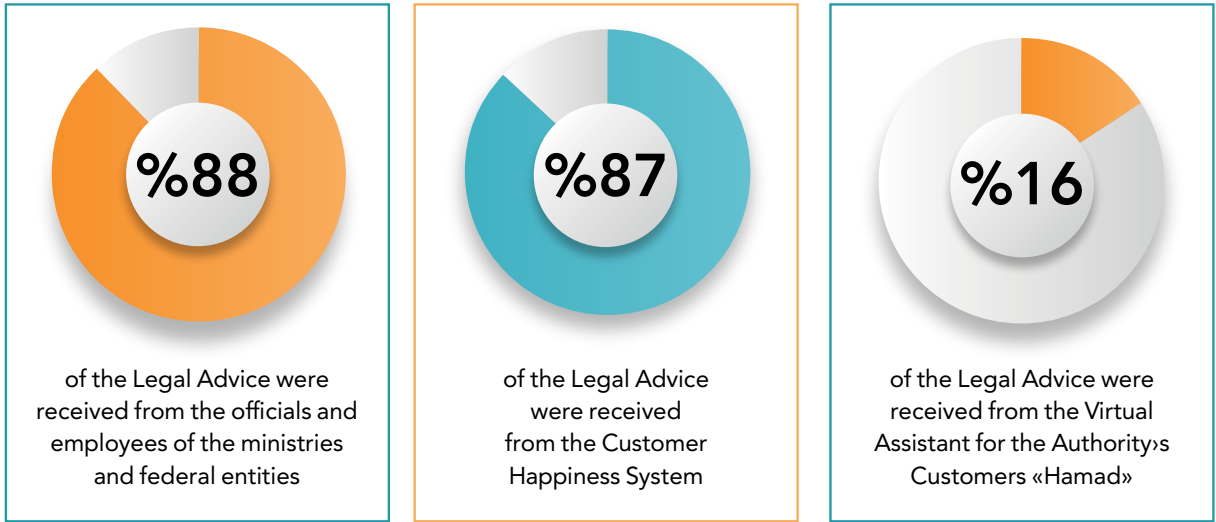 %88
of the Legal Advice were
received from the officials and
employees of the ministries
and federal entities
%87
of the Legal Advice
were received
from the Customer
Happiness System
%16
of the Legal Advice were
received from the Virtual
Assistant for the Authority›s
Customers «Hamad»